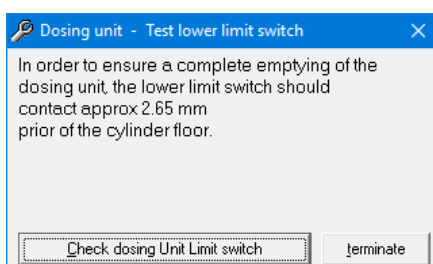 Dosing unit - Test lower limit switch
In order to ensure a complete emptying of the
dosing unit, the lower limit switch should
contact approx 2.65 mm
prior of the cylinder floor.
Check dosing Unit Limit switch terminate